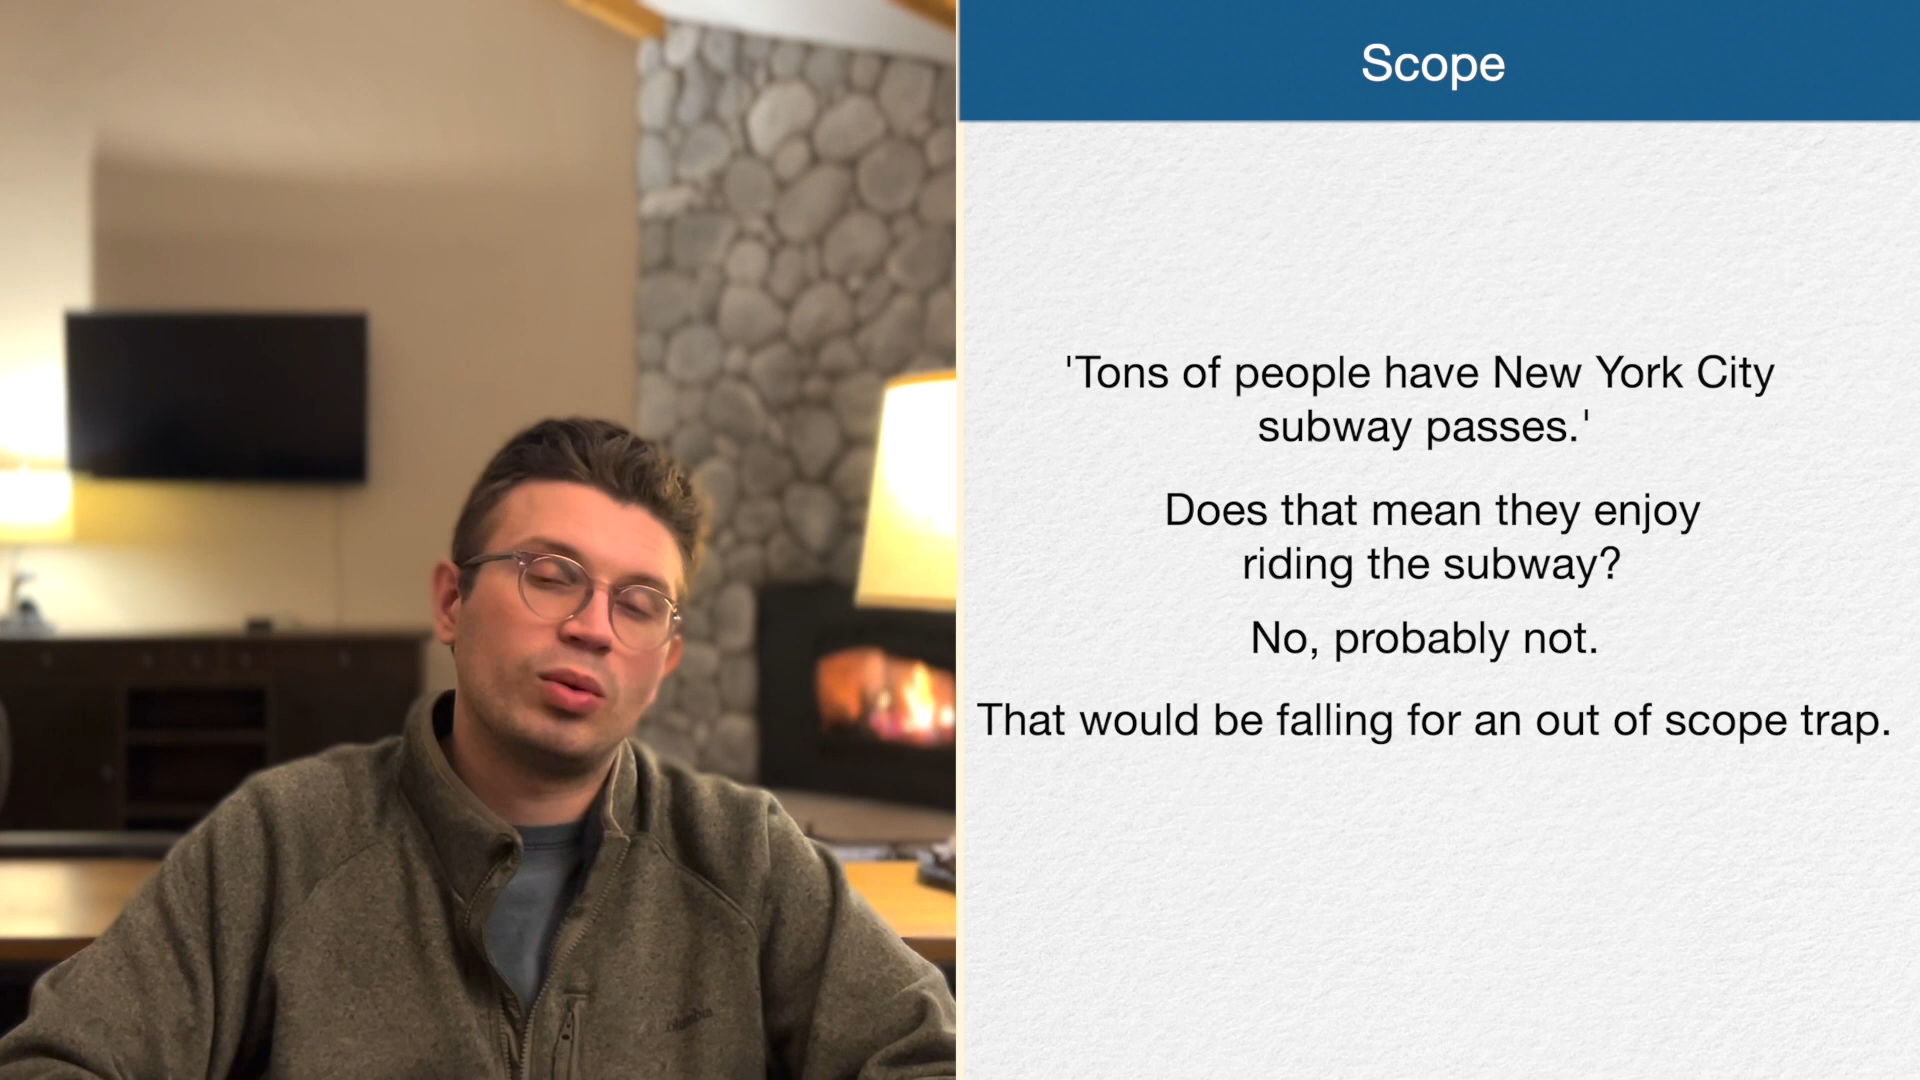 Scope
'Tons of people have New York City
subway passes.'
Does that mean they enjoy
riding the subway?
No, probably not.
That would be falling for an out of scope trap.
Columbia